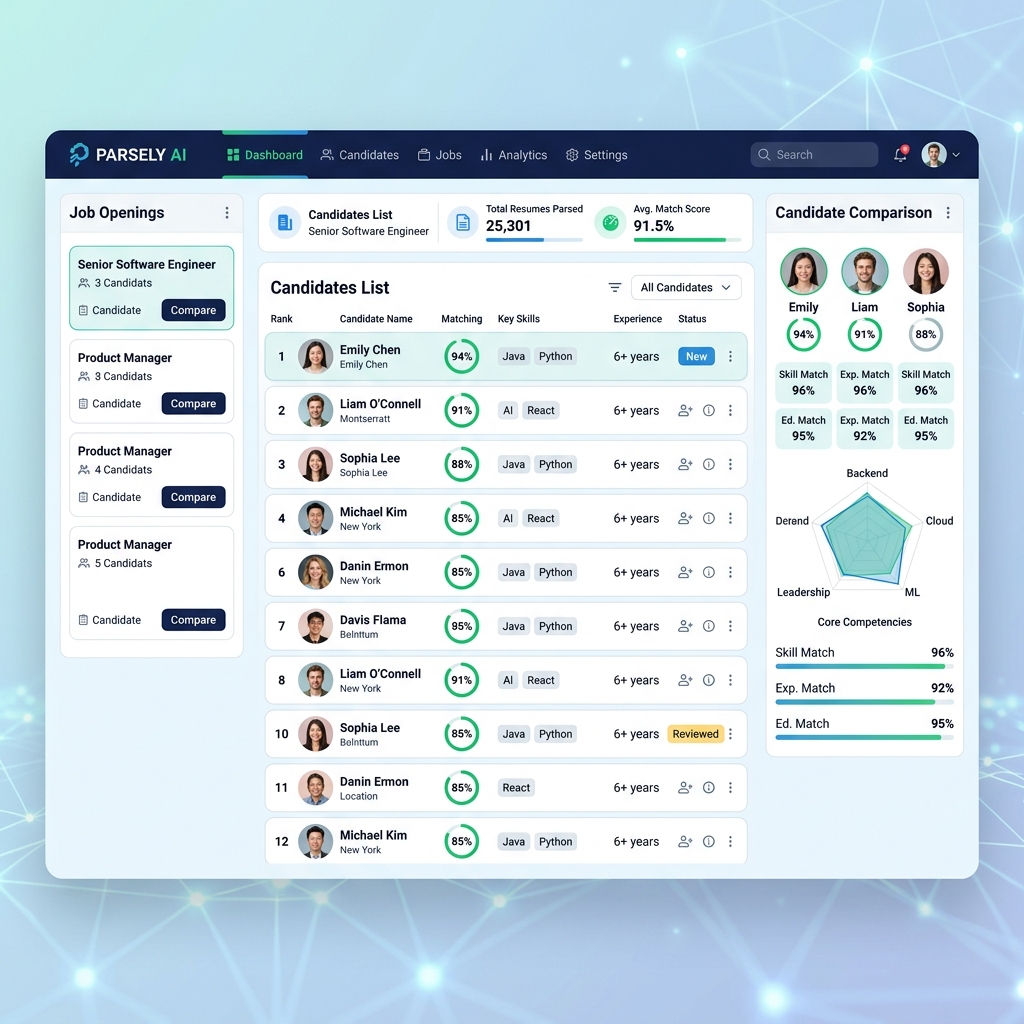 PARSELY AI
Dashboard
Candidates
Jobs
Analytics
Settings
Search
Job Openings
Senior Software Engineer
3 Candidats
Candidate
Compare
Product Manager
3 Candidats
Candidate
Compare
Product Manager
4 Candidats
Candidate
Compare
Product Manager
5 Candidats
Candidate
Compare
Candidates List
Senior Software Engineer
Total Resumes Parsed
25,301
Avg. Match Score
91.5%
Candidates List
All Candidates
Rank Candidate Name Matching Key Skills Experience Status
1 Emily Chen 94% Java Python 6+ years New
Emily Chen
2 Liam O'Connell 91% AI React 6+ years
Montserratt
3 Sophia Lee 88% Java Python 6+ years
Sophia Lee
4 Michael Kim 85% AI React 6+ years
New York
6 Danin Ermon 85% Java Python 6+ years
New York
7 Davis Flama 95% Java Python 6+ years
Belnttum
8 Liam O'Connell 91% AI React 6+ years
New York
10 Sophia Lee 85% Java Python 6+ years Reviewed
Belnttum
11 Danin Ermon 85% React 6+ years
Location
12 Michael Kim 85% Java Python 6+ years
New York
Candidate Comparison
Emily Liam Sophia
94% 91% 88%
Skill Match Exp. Match Skill Match
96% 96% 96%
Ed. Match Exp. Match Ed. Match
95% 92% 95%
Backend
Derend Cloud
Leadership ML
Core Competencies
Skill Match 96%
Exp. Match 92%
Ed. Match 95%